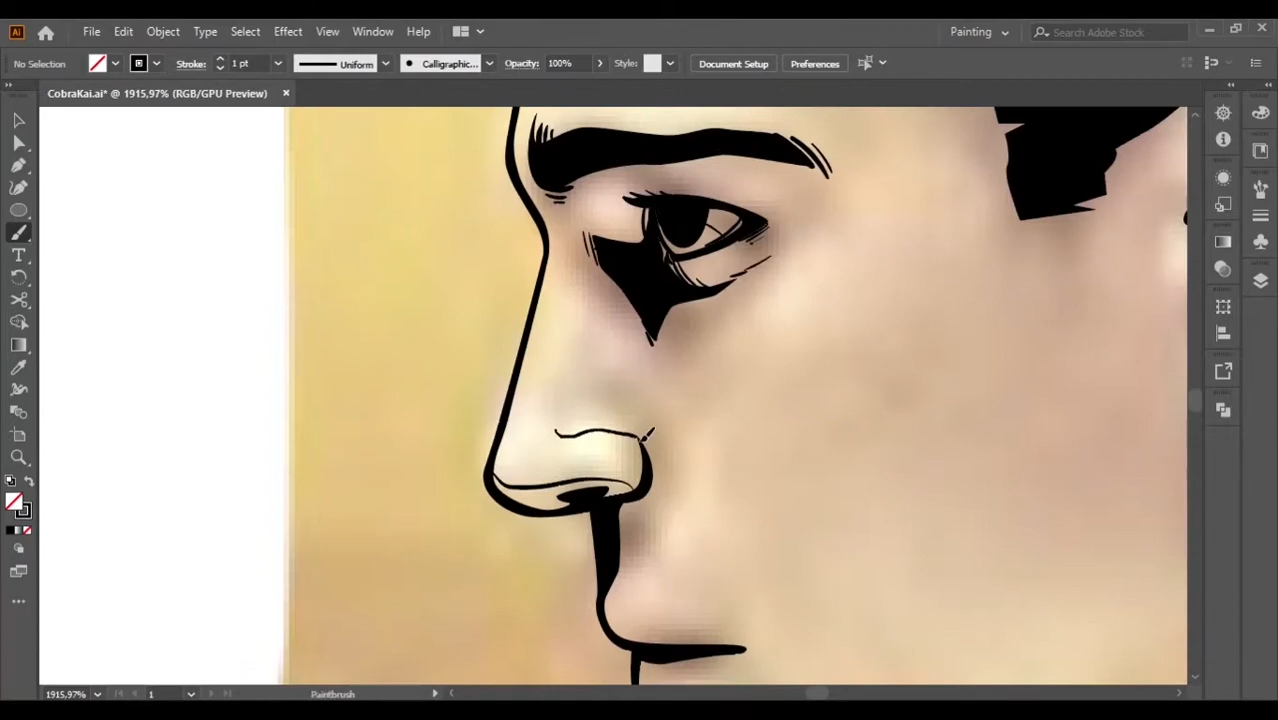 Ai File Edit Object Type Select Effect View Window Help Painting Search Adobe Stock
No Selection Stroke: 1 pt Uniform Calligraphic... Opacity: 100% Style: Document Setup Preferences
CobraKai.ai* @ 1915,97% (RGB/GPU Preview)
1915,97% 1 Paintbrush